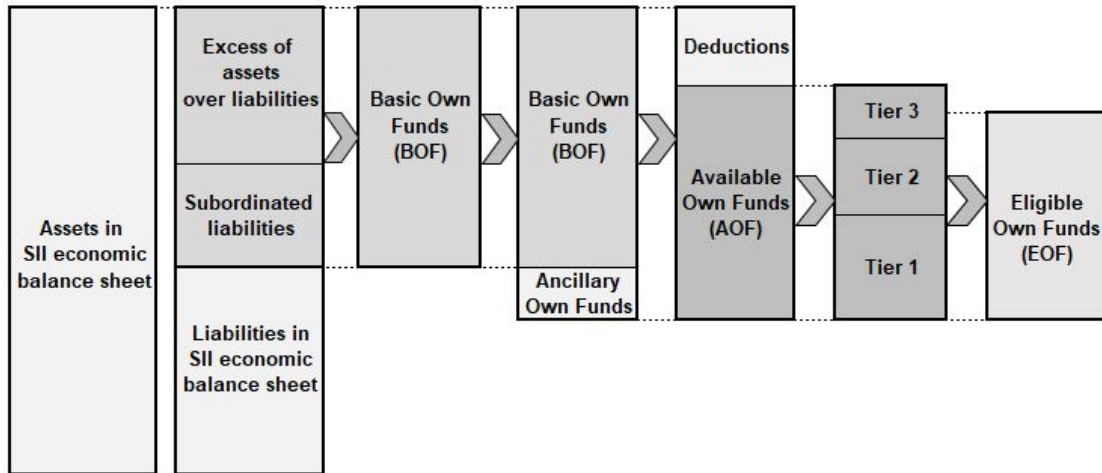 Assets in
SII economic
balance sheet
Excess of
assets
over liabilities
Subordinated
liabilities
Liabilities in
SII economic
balance sheet
Basic Own
Funds
(BOF)
Basic Own
Funds
(BOF)
Ancillary
Own Funds
Deductions
Available
Own Funds
(AOF)
Tier 3
Tier 2
Tier 1
Eligible
Own Funds
(EOF)